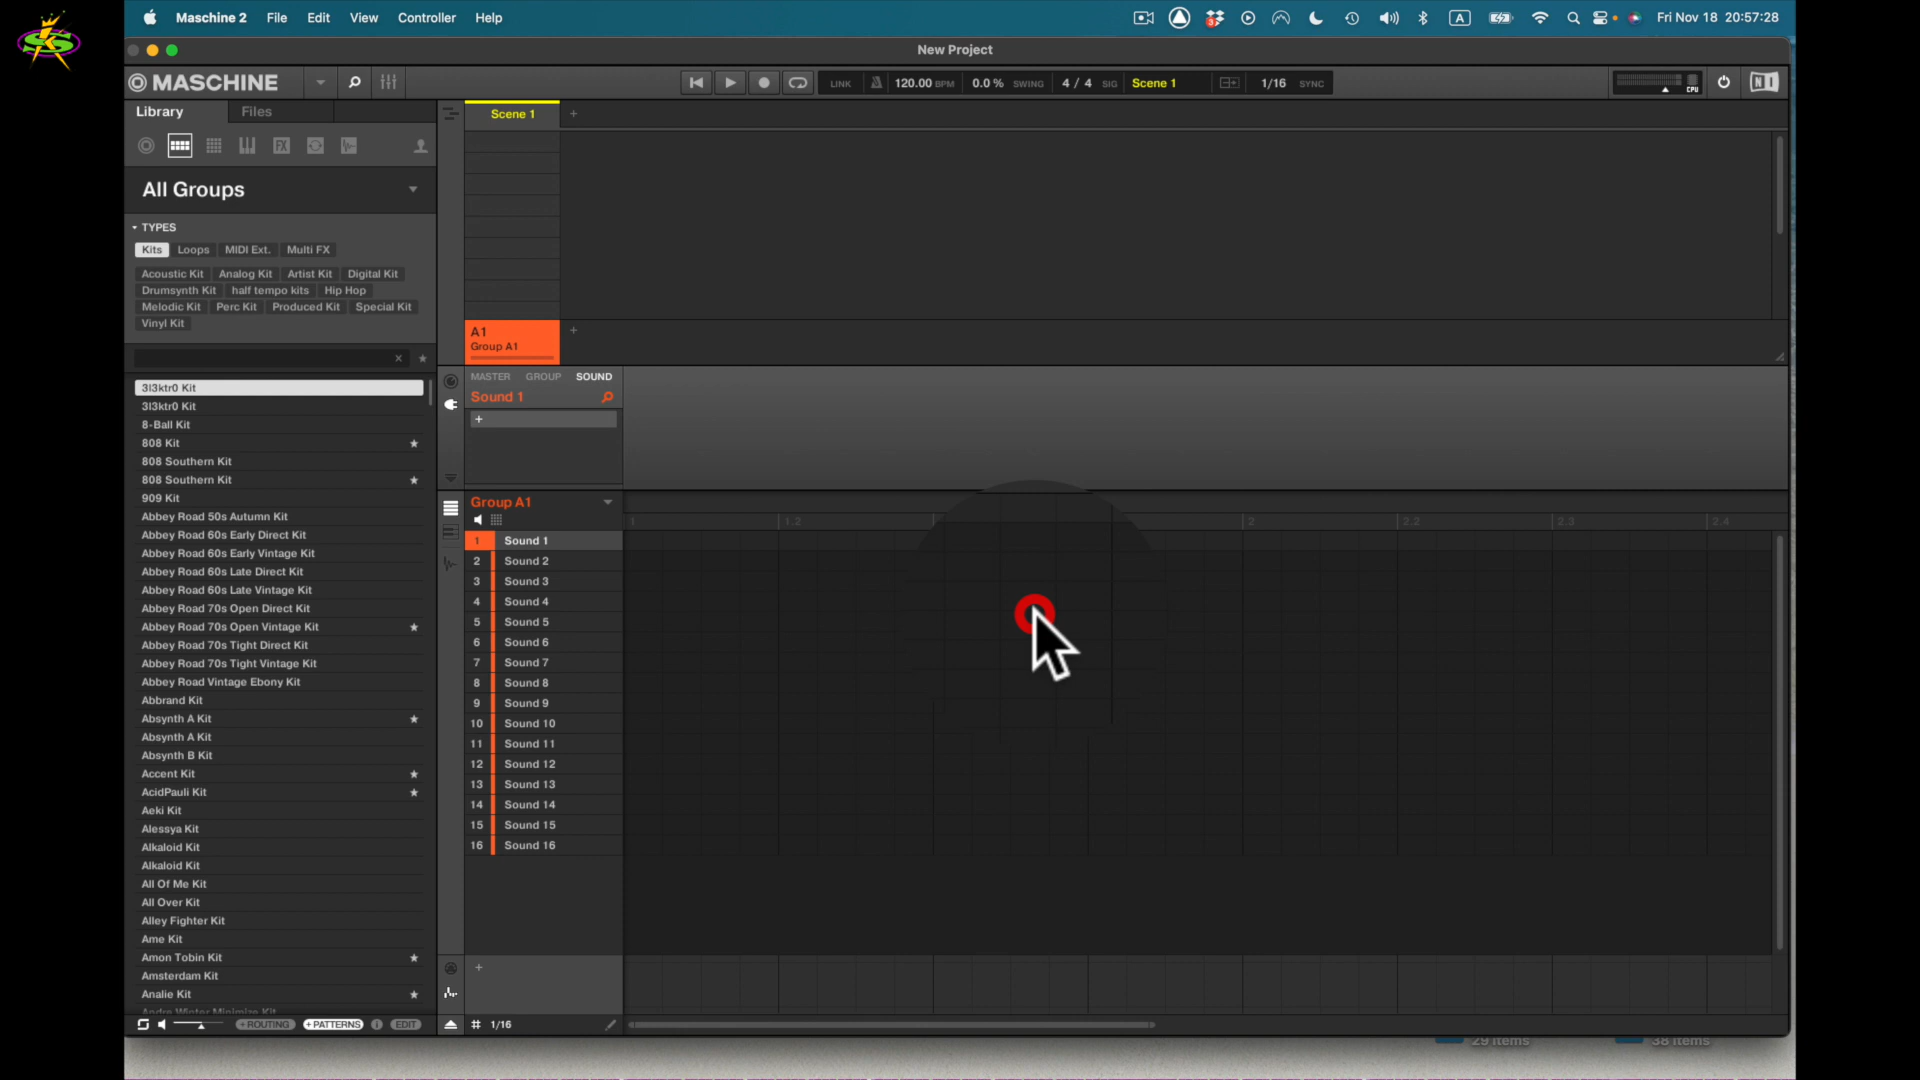 Maschine 2 File Edit View Controller Help
3 A Fri Nov 18 20:57:28
New Project
MASCHINE
LINK 120.00 BPM 0.0 % SWING 4 / 4 SIG Scene 1 1/16 SYNC CPU
Library Files
Scene 1 +
FX
All Groups
TYPES
Kits Loops MIDI Ext. Multi FX
Acoustic Kit Analog Kit Artist Kit Digital Kit
Drumsynth Kit half tempo kits Hip Hop
Melodic Kit Perc Kit Produced Kit Special Kit
Vinyl Kit
A1 +
Group A1
MASTER GROUP SOUND
Sound 1
+
3l3ktr0 Kit
3l3ktr0 Kit
8-Ball Kit
808 Kit
808 Southern Kit
808 Southern Kit
909 Kit
Abbey Road 50s Autumn Kit
Abbey Road 60s Early Direct Kit
Abbey Road 60s Early Vintage Kit
Abbey Road 60s Late Direct Kit
Abbey Road 60s Late Vintage Kit
Abbey Road 70s Open Direct Kit
Abbey Road 70s Open Vintage Kit
Abbey Road 70s Tight Direct Kit
Abbey Road 70s Tight Vintage Kit
Abbey Road Vintage Ebony Kit
Abbrand Kit
Absynth A Kit
Absynth A Kit
Absynth B Kit
Accent Kit
AcidPauli Kit
Aeki Kit
Alessya Kit
Alkaloid Kit
Alkaloid Kit
All Of Me Kit
All Over Kit
Alley Fighter Kit
Ame Kit
Amon Tobin Kit
Amsterdam Kit
Analie Kit
Andre Winter Minimize Kit
+ROUTING +PATTERNS i EDIT
Group A1
1 1.2 2 2.2 2.3 2.4
1 Sound 1
2 Sound 2
3 Sound 3
4 Sound 4
5 Sound 5
6 Sound 6
7 Sound 7
8 Sound 8
9 Sound 9
10 Sound 10
11 Sound 11
12 Sound 12
13 Sound 13
14 Sound 14
15 Sound 15
16 Sound 16
+
# 1/16
29 items 38 items